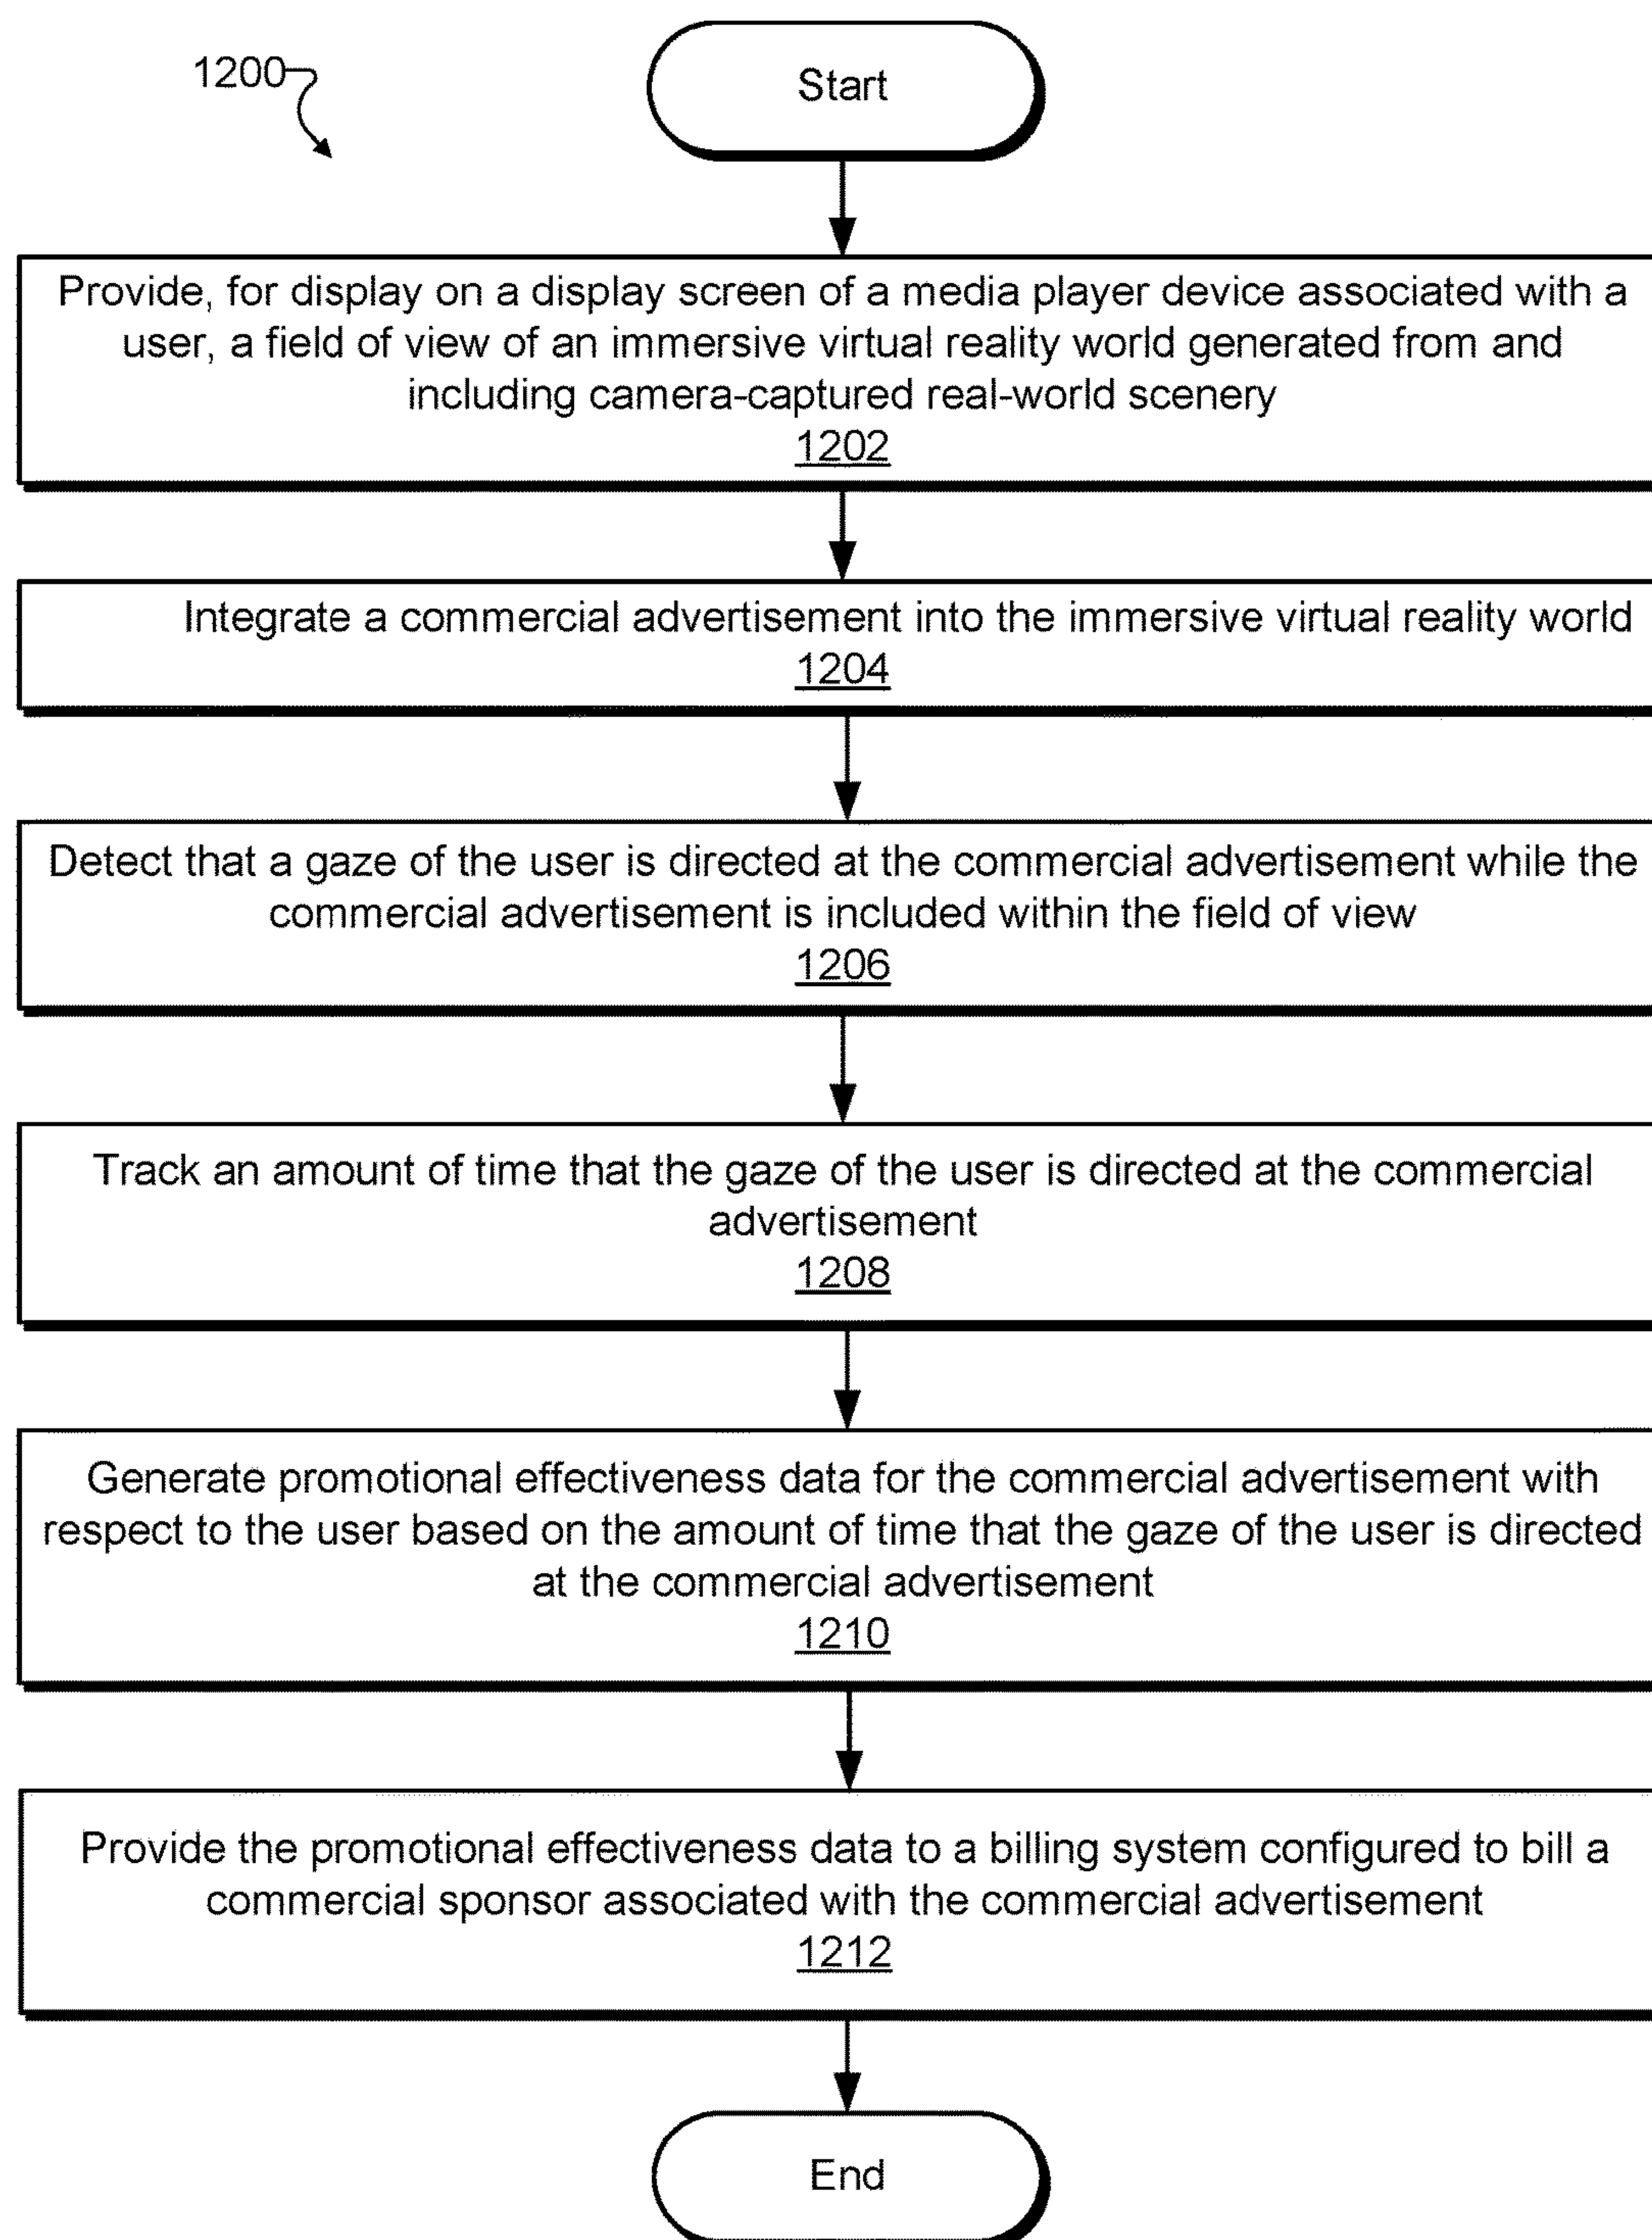 1200
Start
Provide, for display on a display screen of a media player device associated with a
user, a field of view of an immersive virtual reality world generated from and
including camera-captured real-world scenery
1202
Integrate a commercial advertisement into the immersive virtual reality world
1204
Detect that a gaze of the user is directed at the commercial advertisement while the
commercial advertisement is included within the field of view
1206
Track an amount of time that the gaze of the user is directed at the commercial
advertisement
1208
Generate promotional effectiveness data for the commercial advertisement with
respect to the user based on the amount of time that the gaze of the user is directed
at the commercial advertisement
1210
Provide the promotional effectiveness data to a billing system configured to bill a
commercial sponsor associated with the commercial advertisement
1212
End